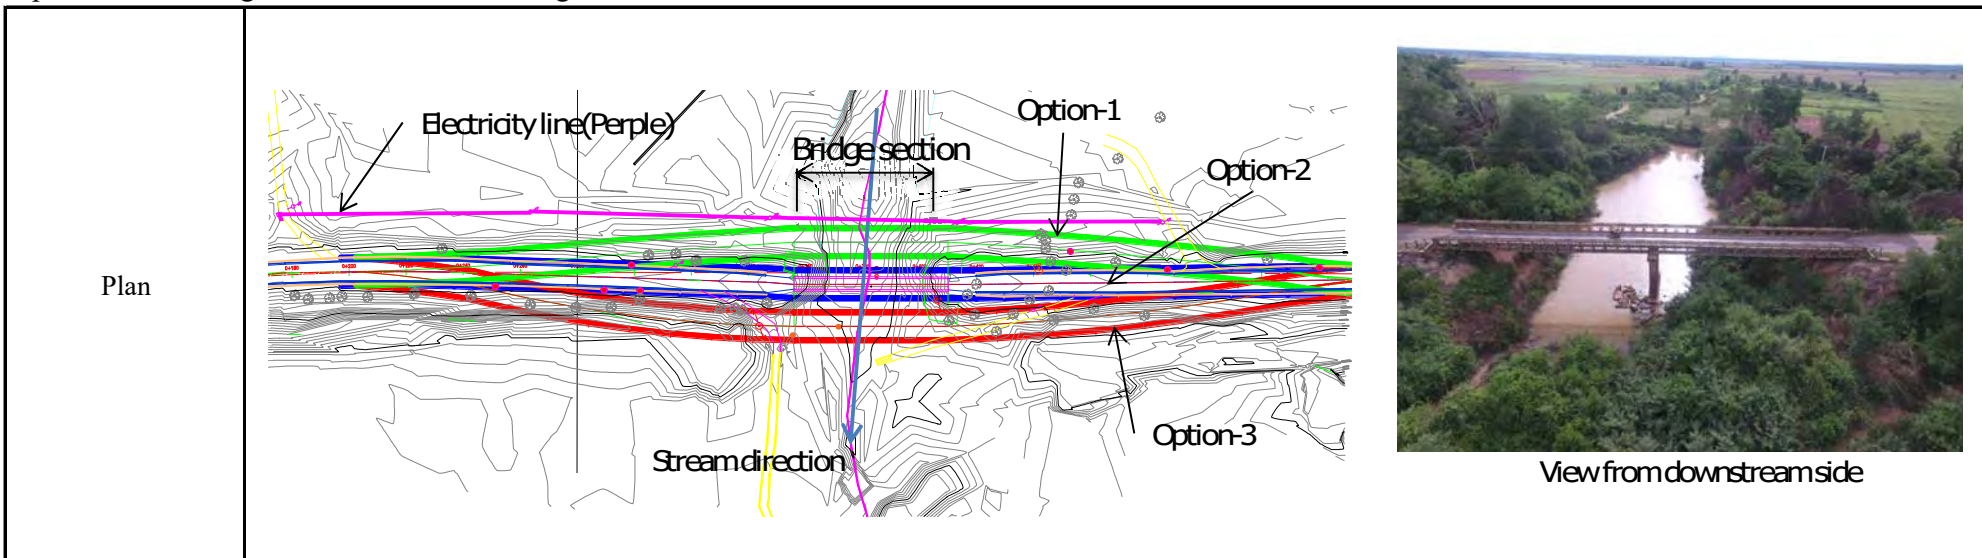 Plan
Electricity line(Perple)
Bridge section
Option-1
Option-2
Option-3
Stream direction
View from downstream side